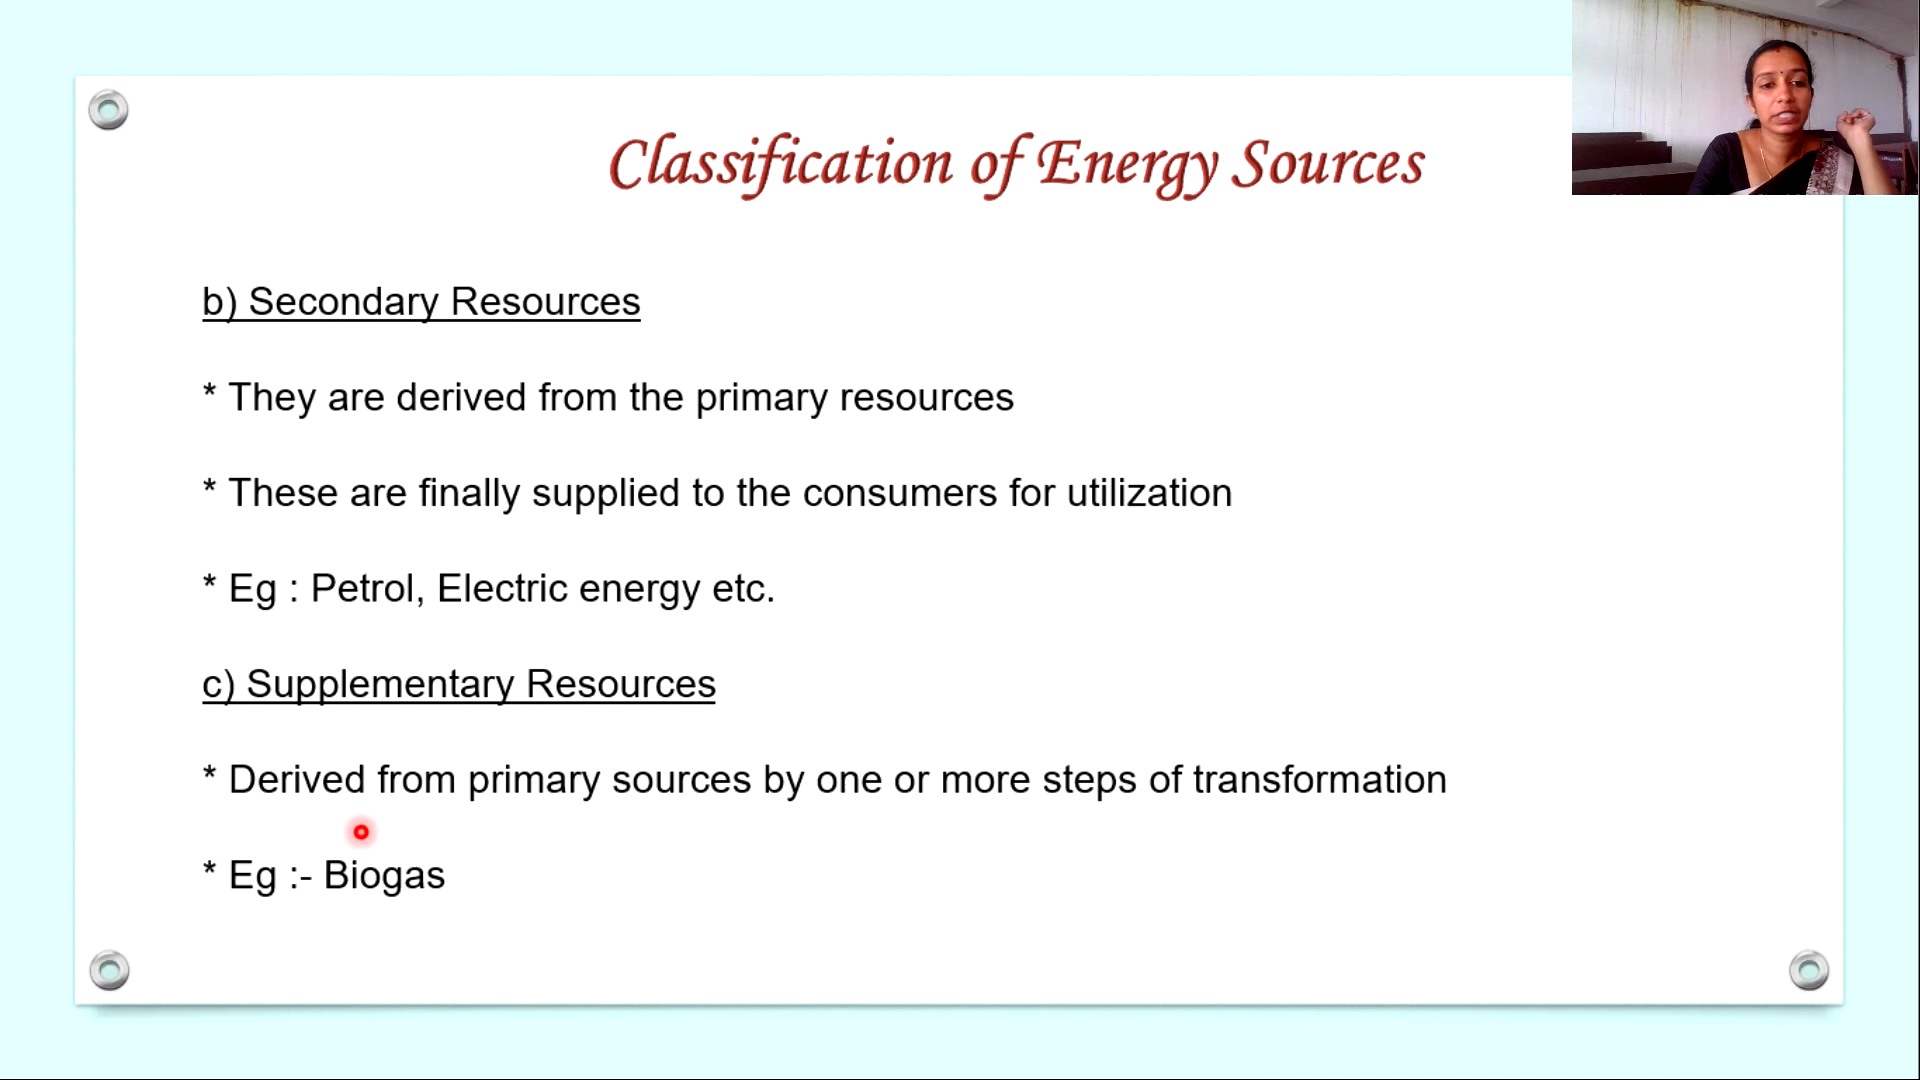 Classification of Energy Sources
b) Secondary Resources
* They are derived from the primary resources
* These are finally supplied to the consumers for utilization
* Eg : Petrol, Electric energy etc.
c) Supplementary Resources
* Derived from primary sources by one or more steps of transformation
* Eg :- Biogas